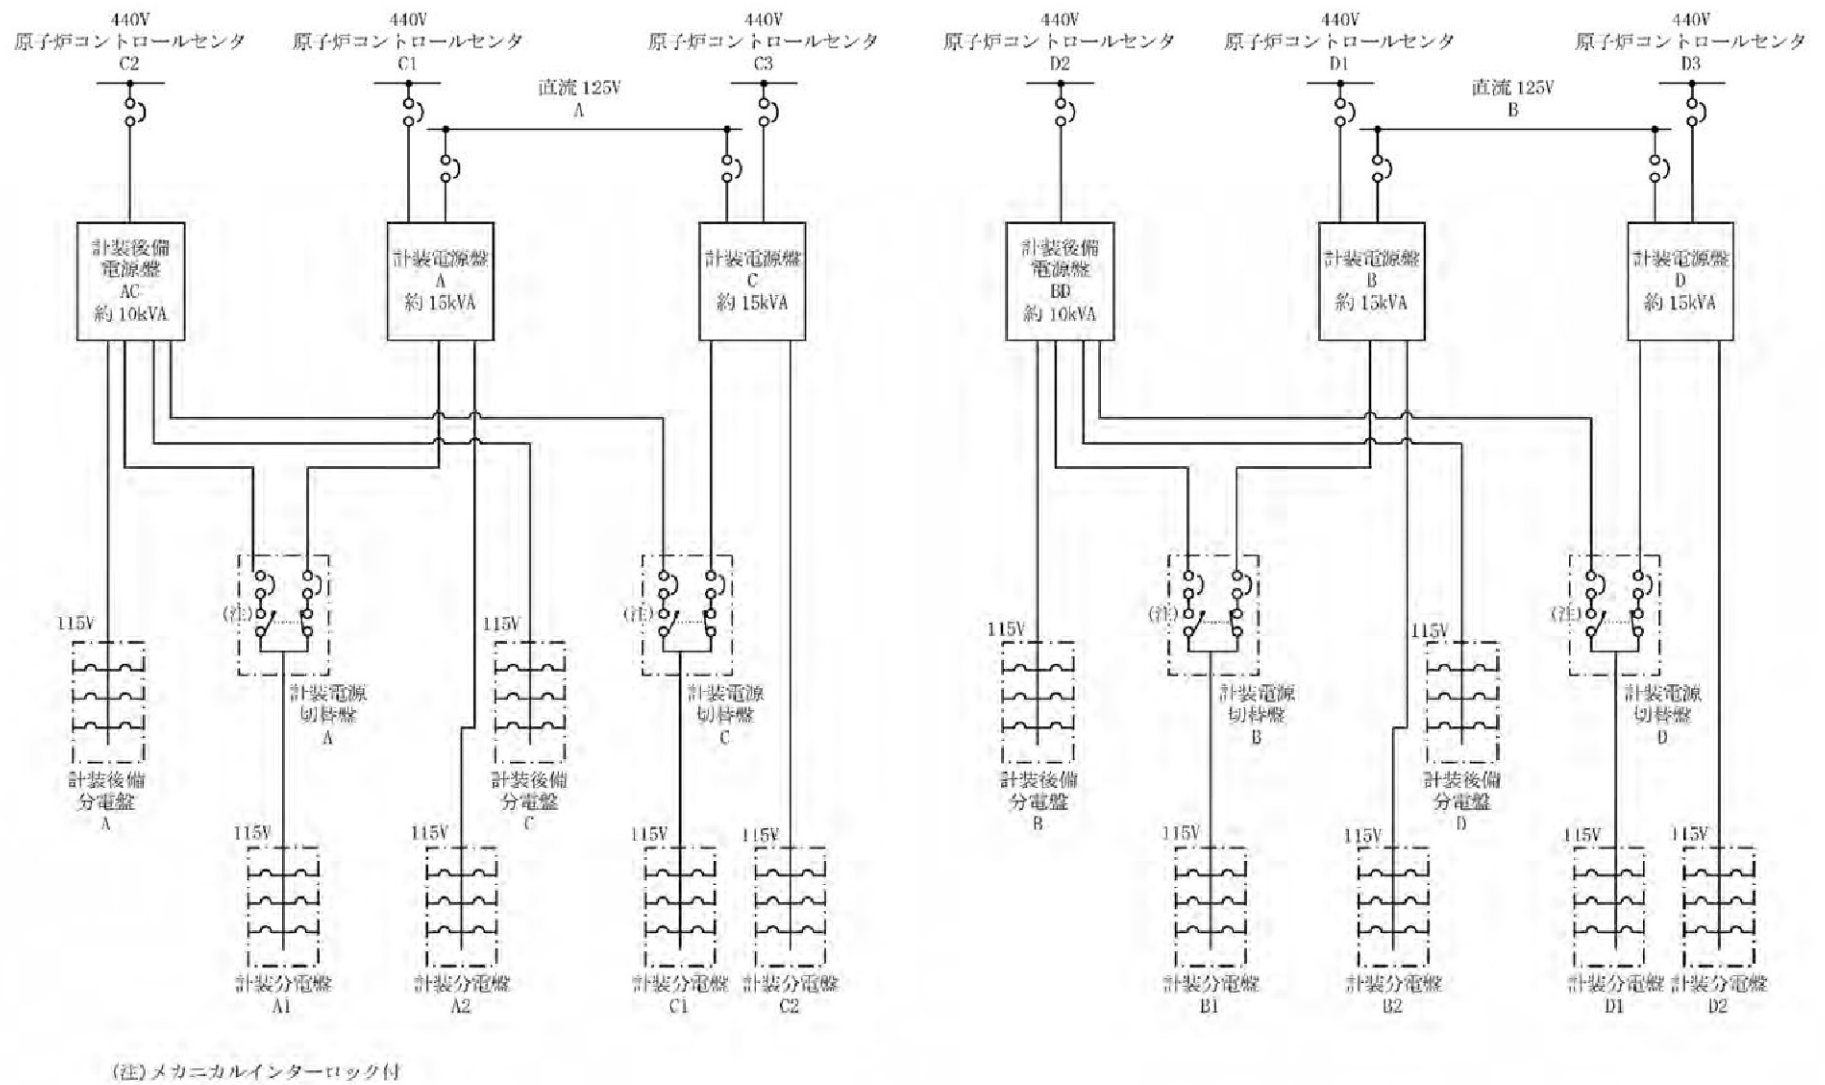 440V
原子炉コントロールセンタ
C2
440V
原子炉コントロールセンタ
C1
440V
原子炉コントロールセンタ
C3
440V
原子炉コントロールセンタ
D2
440V
原子炉コントロールセンタ
D1
440V
原子炉コントロールセンタ
D3
直流 125V
A
直流 125V
B
計装後備
電源盤
AC
約 10kVA
計装電源盤
A
約 15kVA
計装電源盤
C
約 15kVA
計装後備
電源盤
BD
約 10kVA
計装電源盤
B
約 15kVA
計装電源盤
D
約 15kVA
(注)
(注)
(注)
(注)
115V
115V
115V
115V
計装電源
切替盤
A
計装電源
切替盤
C
計装電源
切替盤
B
計装電源
切替盤
D
計装後備
分電盤
A
計装後備
分電盤
C
計装後備
分電盤
B
計装後備
分電盤
D
115V
115V
115V
115V
115V
115V
115V
115V
計装分電盤
A1
計装分電盤
A2
計装分電盤
C1
計装分電盤
C2
計装分電盤
B1
計装分電盤
B2
計装分電盤
D1
計装分電盤
D2
(注)メカニカルインターロック付